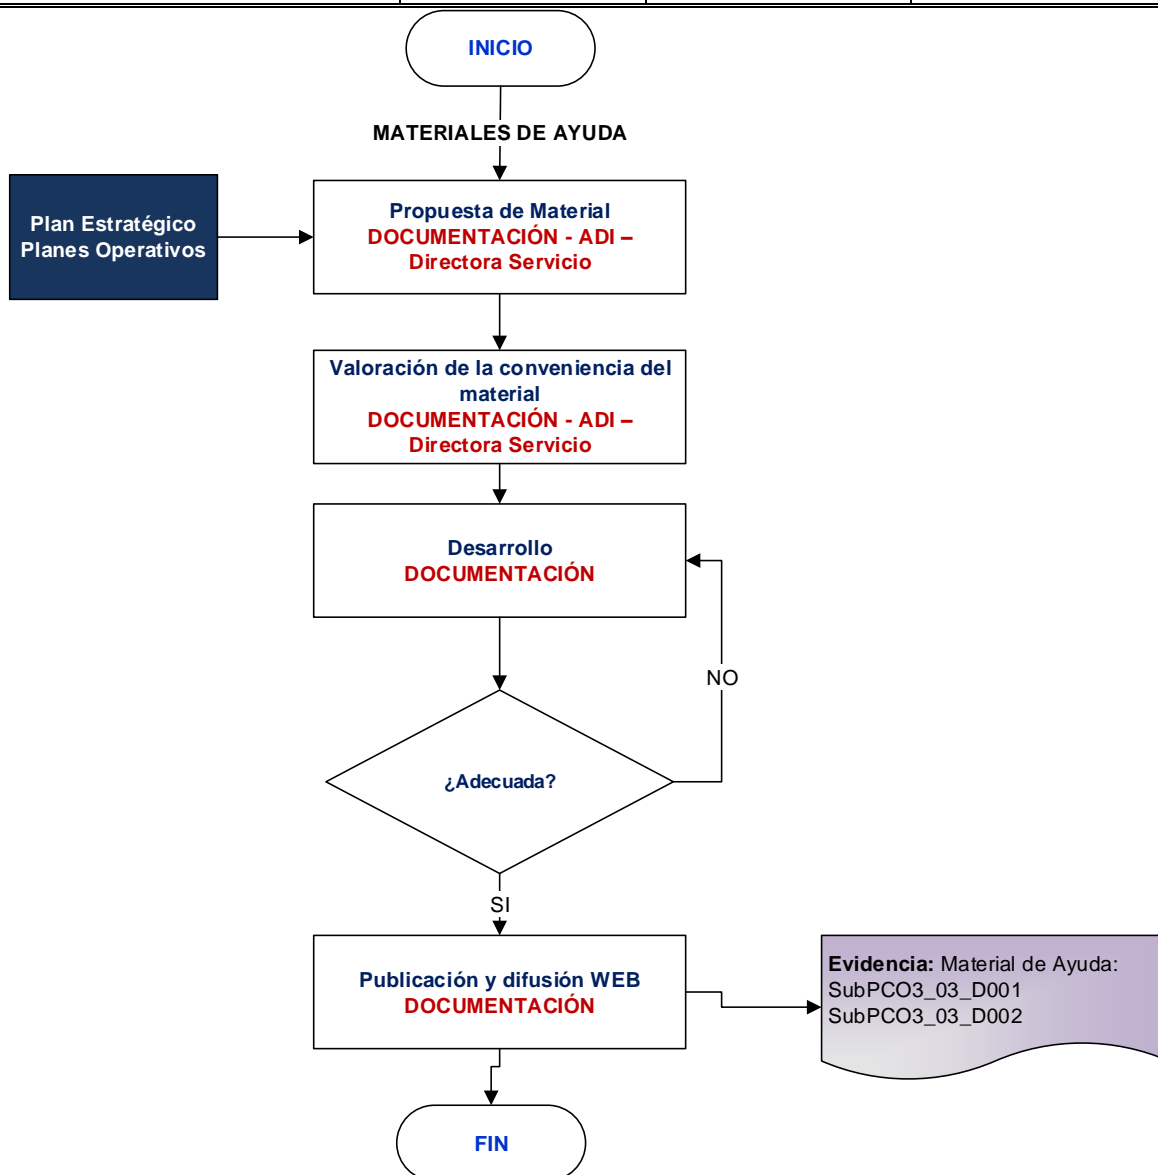 INICIO
MATERIALES DE AYUDA
Plan Estratégico
Planes Operativos
Propuesta de Material
DOCUMENTACIÓN - ADI –
Directora Servicio
Valoración de la conveniencia del
material
DOCUMENTACIÓN - ADI –
Directora Servicio
Desarrollo
DOCUMENTACIÓN
NO
¿Adecuada?
SI
Publicación y difusión WEB
DOCUMENTACIÓN
Evidencia: Material de Ayuda:
SubPCO3_03_D001
SubPCO3_03_D002
FIN